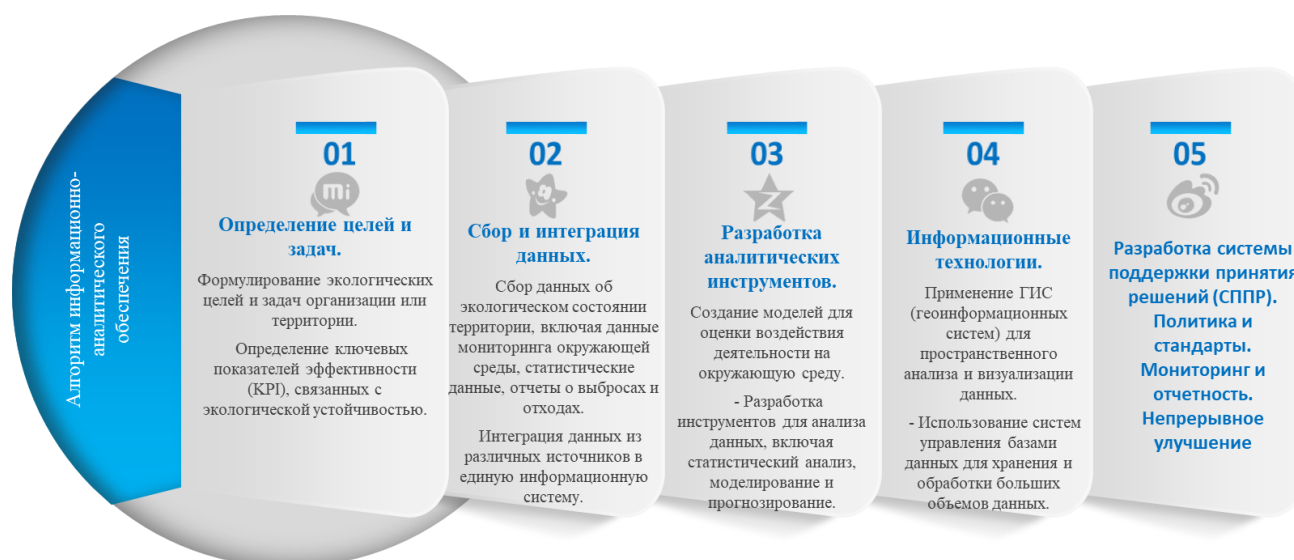 Алгоритм информационно-
аналитического
обеспечения
01
mi
Определение целей и
задач.
Формулирование экологических
целей и задач организации или
территории.
Определение ключевых
показателей эффективности
(KPI), связанных с
экологической устойчивостью.
02
Сбор и интеграция
данных.
Сбор данных об
экологическом состоянии
территории, включая данные
мониторинга окружающей
среды, статистические
данные, отчеты о выбросах и
отходах.
Интеграция данных из
различных источников в
единую информационную
систему.
03
Разработка
аналитических
инструментов.
Создание моделей для
оценки воздействия
деятельности на
окружающую среду.
- Разработка
инструментов для анализа
данных, включая
статистический анализ,
моделирование и
прогнозирование.
04
Информационные
технологии.
Применение ГИС
(геоинформационных
систем) для
пространственного
анализа и визуализации
данных.
- Использование систем
управления базами
данных для хранения и
обработки больших
объемов данных.
05
Разработка системы
поддержки принятия
решений (СППР).
Политика и
стандарты.
Мониторинг и
отчетность.
Непрерывное
улучшение